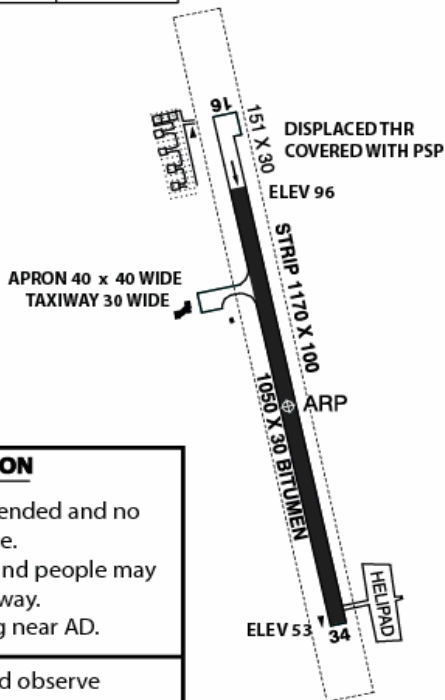 16
151 X 30
DISPLACED THR
COVERED WITH PSP
ELEV 96
STRIP 1170 X 100
APRON 40 x 40 WIDE
TAXIWAY 30 WIDE
ARP
1050 X 30 BITUMEN
HELIPAD
ELEV 53
34
ON
ended and no
e.
nd people may
way.
g near AD.
d observe